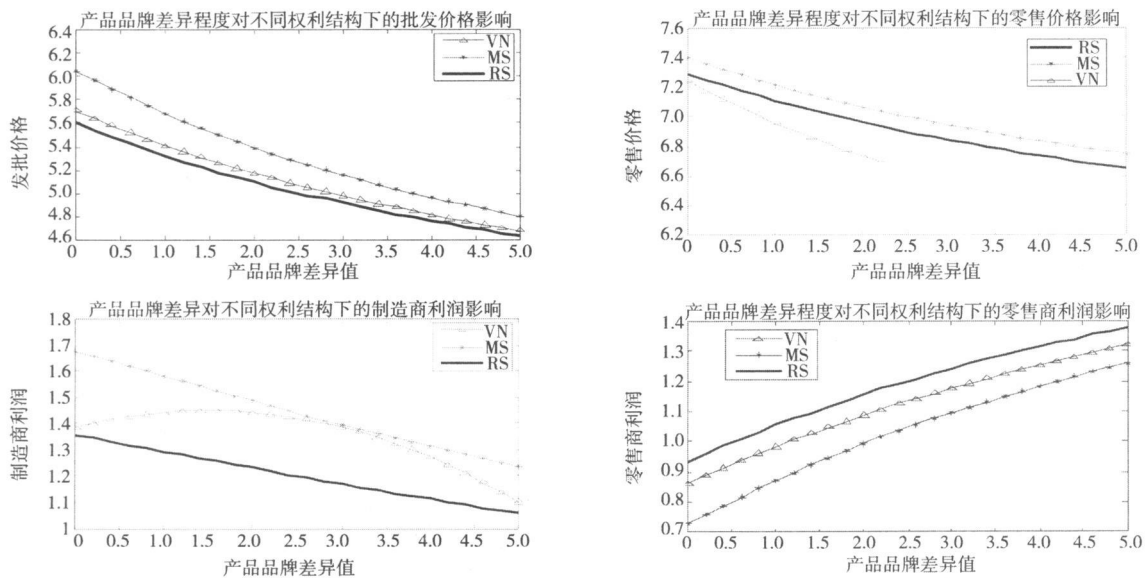 产品品牌差异程度对不同权利结构下的批发价格影响
6.4
6.2
6.0
5.8
5.6
5.4
5.2
5.0
4.8
4.6
发批价格
VN
MS
RS
0 0.5 1.0 1.5 2.0 2.5 3.0 3.5 4.0 4.5 5.0
产品品牌差异值
产品品牌差异程度对不同权利结构下的零售价格影响
7.6
7.4
7.2
7.0
6.8
6.6
6.4
6.2
零售价格
RS
MS
VN
0 0.5 1.0 1.5 2.0 2.5 3.0 3.5 4.0 4.5 5.0
产品品牌差异值
产品品牌差异对不同权利结构下的制造商利润影响
1.8
1.7
1.6
1.5
1.4
1.3
1.2
1.1
1
制造商利润
VN
MS
RS
0 0.5 1.0 1.5 2.0 2.5 3.0 3.5 4.0 4.5 5.0
产品品牌差异值
产品品牌差异程度对不同权利结构下的零售商利润影响
1.4
1.3
1.2
1.1
1.0
0.9
0.8
0.7
零售商利润
VN
MS
RS
0 0.5 1.0 1.5 2.0 2.5 3.0 3.5 4.0 4.5 5.0
产品品牌差异值